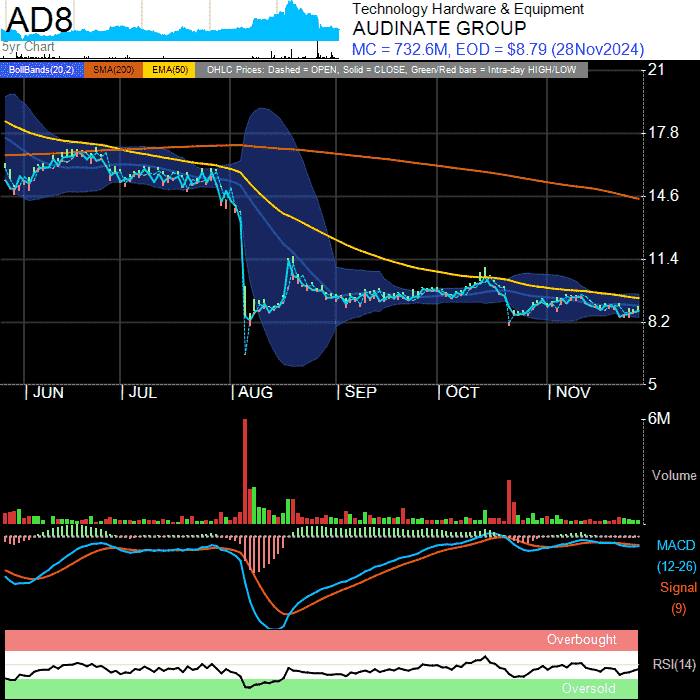 AD8
5yr Chart
Technology Hardware & Equipment
AUDINATE GROUP
MC = 732.6M, EOD = $8.79 (28Nov2024)
BollBands(20,2) SMA(200) EMA(50) OHLC Prices: Dashed = OPEN, Solid = CLOSE, Green/Red bars = Intra-day HIGH/LOW
21
17.8
14.6
11.4
8.2
5
JUN JUL AUG SEP OCT NOV
6M
Volume
MACD
(12-26)
Signal
(9)
Overbought
RSI(14)
Oversold